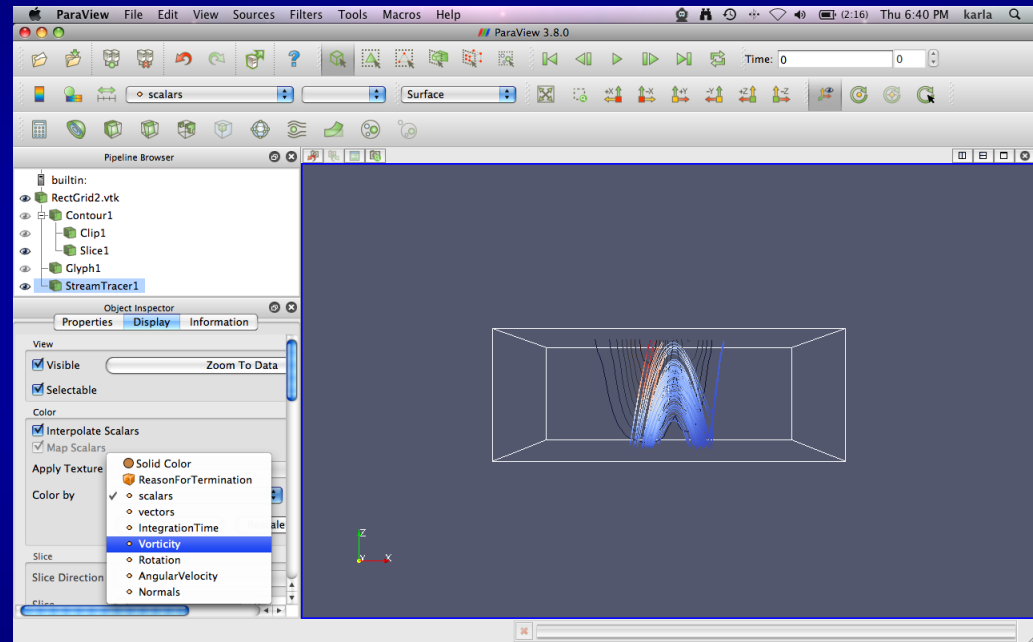 ParaView File Edit View Sources Filters Tools Macros Help (2:16) Thu 6:40 PM karla
ParaView 3.8.0
Time: 0 0
scalars Surface
+X -X +Y -Y +Z -Z
Pipeline Browser
builtin:
RectGrid2.vtk
Contour1
Clip1
Slice1
Glyph1
StreamTracer1
Object Inspector
Properties Display Information
View
Visible Zoom To Data
Selectable
Color
Interpolate Scalars
Map Scalars
Apply Texture
Color by
Solid Color
ReasonForTermination
scalars
vectors
IntegrationTime
Vorticity
Rotation
AngularVelocity
Normals
Slice
Slice Direction
Z
Y X